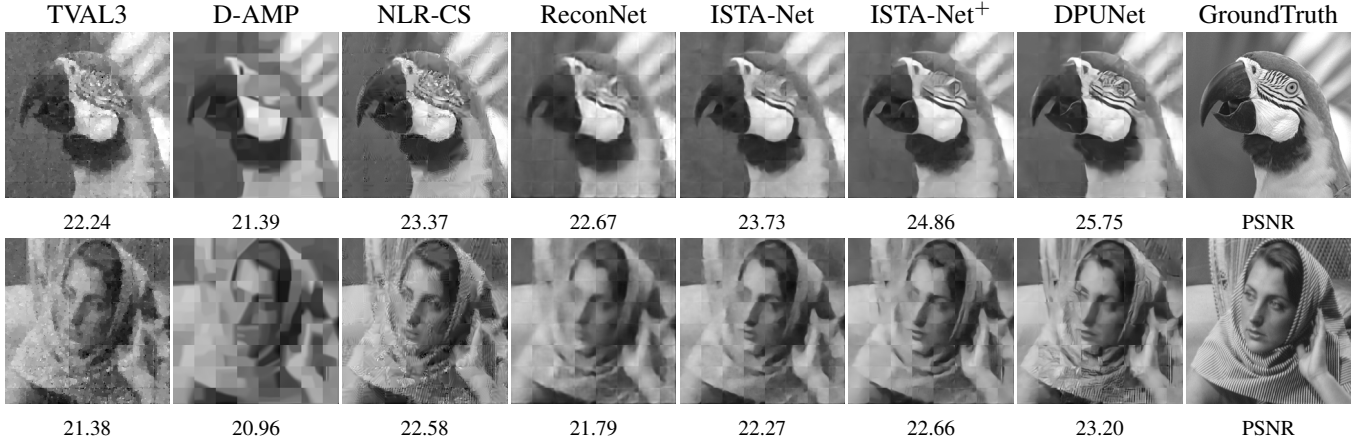 TVAL3 D-AMP NLR-CS ReconNet ISTA-Net ISTA-Net+ DPUNet GroundTruth
22.24 21.39 23.37 22.67 23.73 24.86 25.75 PSNR
21.38 20.96 22.58 21.79 22.27 22.66 23.20 PSNR